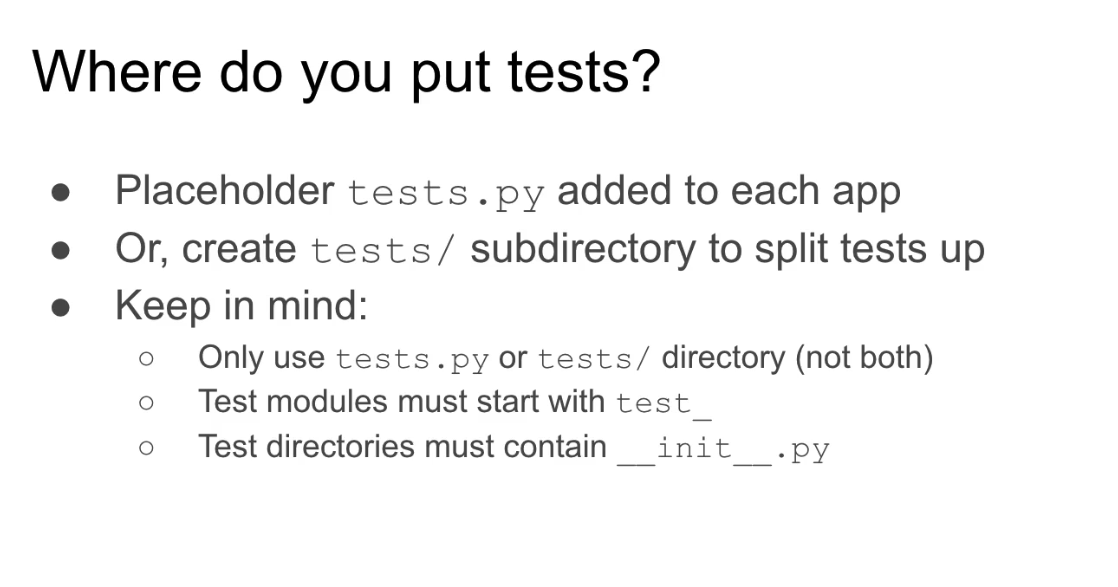 Where do you put tests?
● Placeholder tests.py added to each app
● Or, create tests/ subdirectory to split tests up
● Keep in mind:
○ Only use tests.py or tests/ directory (not both)
○ Test modules must start with test_
○ Test directories must contain __init__.py